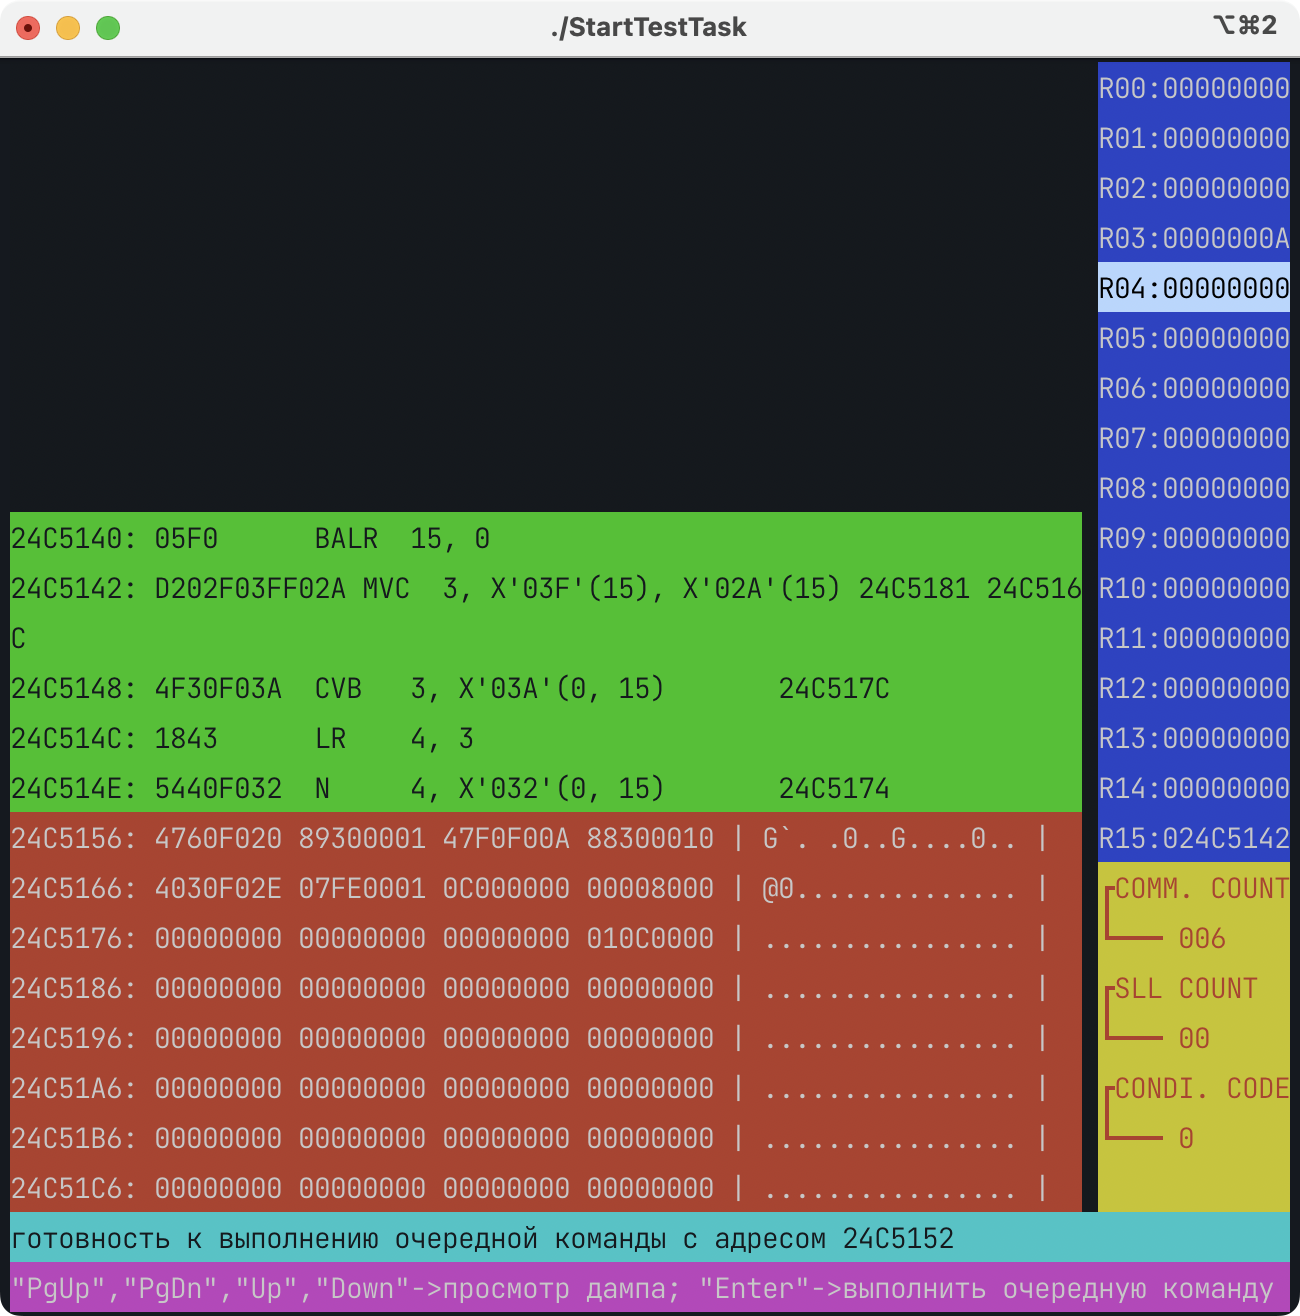 ./StartTestTask
⌥⌘2
24C5140: 05F0      BALR  15, 0
24C5142: D202F03FF02A MVC  3, X'03F'(15), X'02A'(15) 24C5181 24C516
C
24C5148: 4F30F03A  CVB   3, X'03A'(0, 15)       24C517C
24C514C: 1843      LR    4, 3
24C514E: 5440F032  N     4, X'032'(0, 15)       24C5174
24C5156: 4760F020 89300001 47F0F00A 88300010 | G`. .0..G....0.. |
24C5166: 4030F02E 07FE0001 0C000000 00008000 | @0.............. |
24C5176: 00000000 00000000 00000000 010C0000 | ................ |
24C5186: 00000000 00000000 00000000 00000000 | ................ |
24C5196: 00000000 00000000 00000000 00000000 | ................ |
24C51A6: 00000000 00000000 00000000 00000000 | ................ |
24C51B6: 00000000 00000000 00000000 00000000 | ................ |
24C51C6: 00000000 00000000 00000000 00000000 | ................ |
R00:00000000
R01:00000000
R02:00000000
R03:0000000A
R04:00000000
R05:00000000
R06:00000000
R07:00000000
R08:00000000
R09:00000000
R10:00000000
R11:00000000
R12:00000000
R13:00000000
R14:00000000
R15:024C5142
COMM. COUNT
006
SLL COUNT
00
CONDI. CODE
0
готовность к выполнению очередной команды с адресом 24C5152
"PgUp","PgDn","Up","Down"->просмотр дампа; "Enter"->выполнить очередную команду